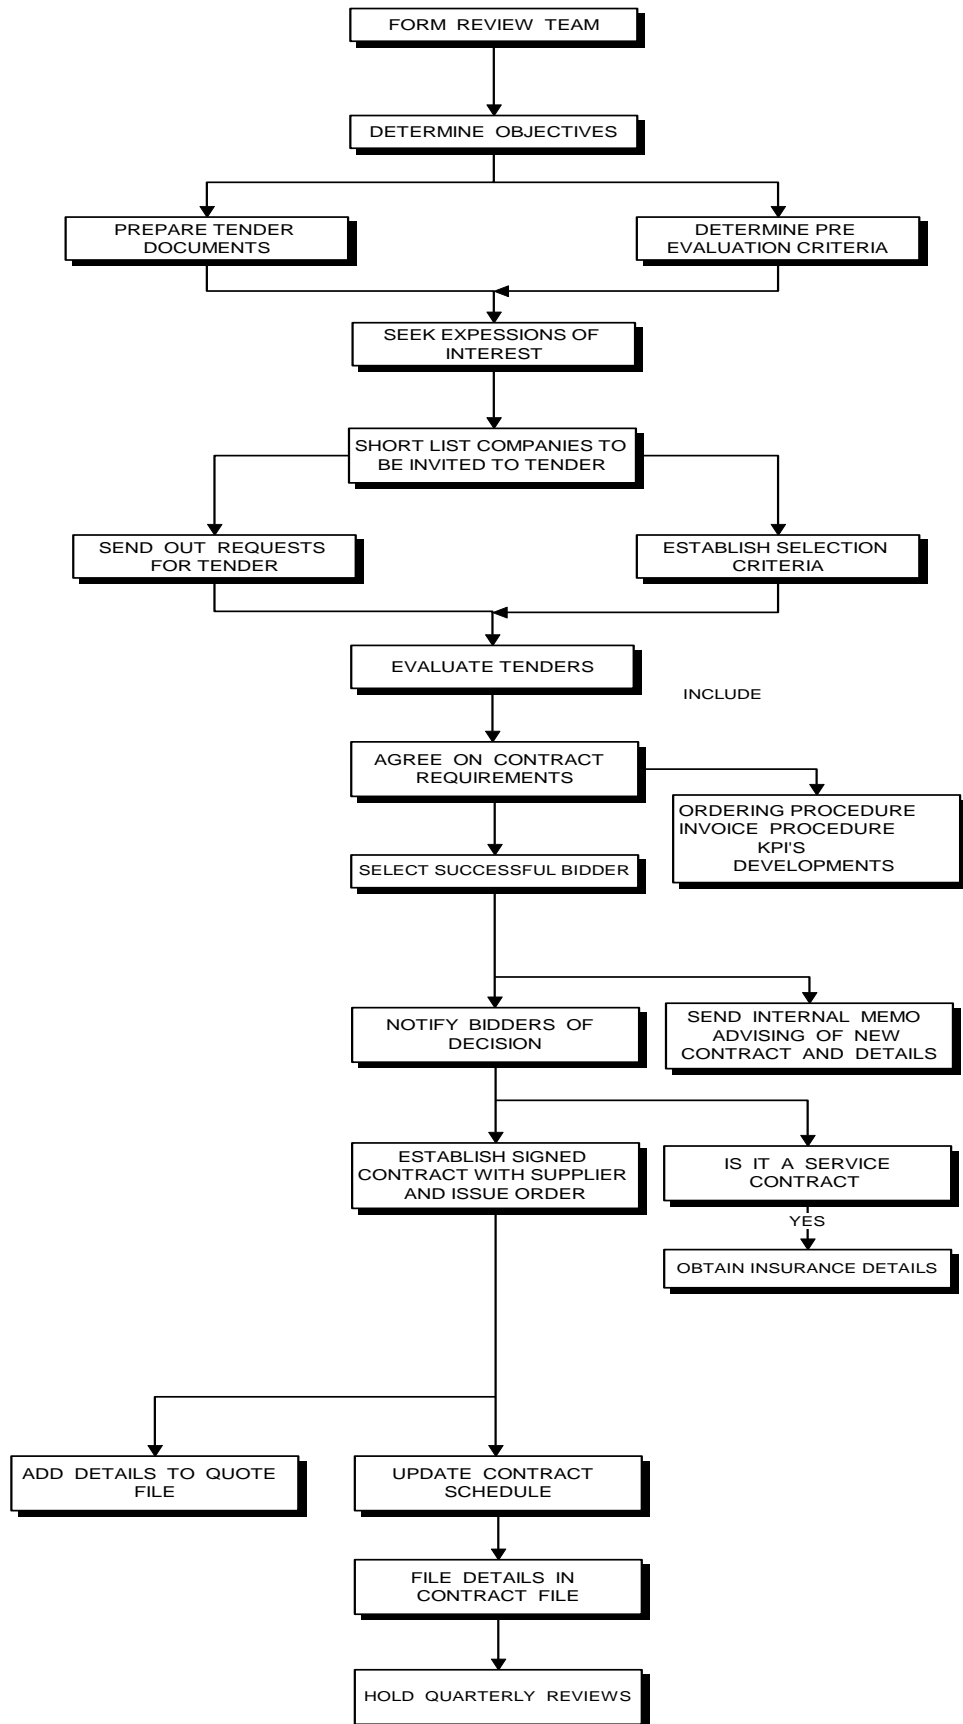 FORM REVIEW TEAM
DETERMINE OBJECTIVES
PREPARE TENDER
DOCUMENTS
DETERMINE PRE
EVALUATION CRITERIA
SEEK EXPESSIONS OF
INTEREST
SHORT LIST COMPANIES TO
BE INVITED TO TENDER
SEND OUT REQUESTS
FOR TENDER
ESTABLISH SELECTION
CRITERIA
EVALUATE TENDERS
INCLUDE
AGREE ON CONTRACT
REQUIREMENTS
ORDERING PROCEDURE
INVOICE PROCEDURE
KPI'S
DEVELOPMENTS
SELECT SUCCESSFUL BIDDER
NOTIFY BIDDERS OF
DECISION
SEND INTERNAL MEMO
ADVISING OF NEW
CONTRACT AND DETAILS
ESTABLISH SIGNED
CONTRACT WITH SUPPLIER
AND ISSUE ORDER
IS IT A SERVICE
CONTRACT
YES
OBTAIN INSURANCE DETAILS
ADD DETAILS TO QUOTE
FILE
UPDATE CONTRACT
SCHEDULE
FILE DETAILS IN
CONTRACT FILE
HOLD QUARTERLY REVIEWS